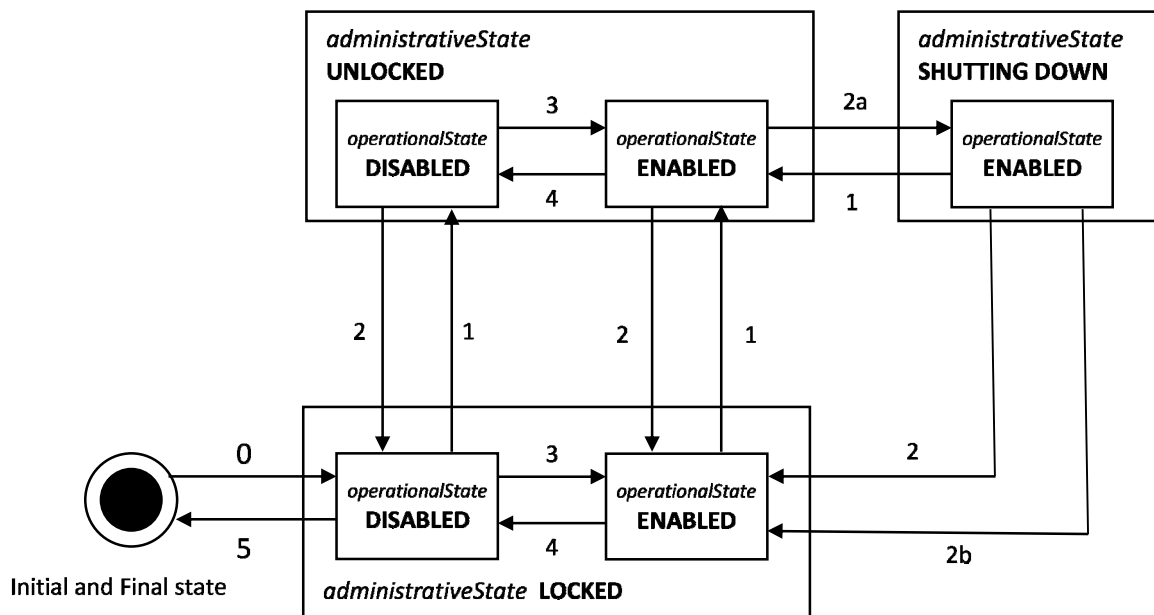 administrativeState
UNLOCKED
administrativeState
SHUTTING DOWN
3
2a
operationalState
DISABLED
operationalState
ENABLED
operationalState
ENABLED
4
1
2
1
2
1
0
3
2
operationalState
DISABLED
operationalState
ENABLED
5
4
2b
Initial and Final state
administrativeState LOCKED